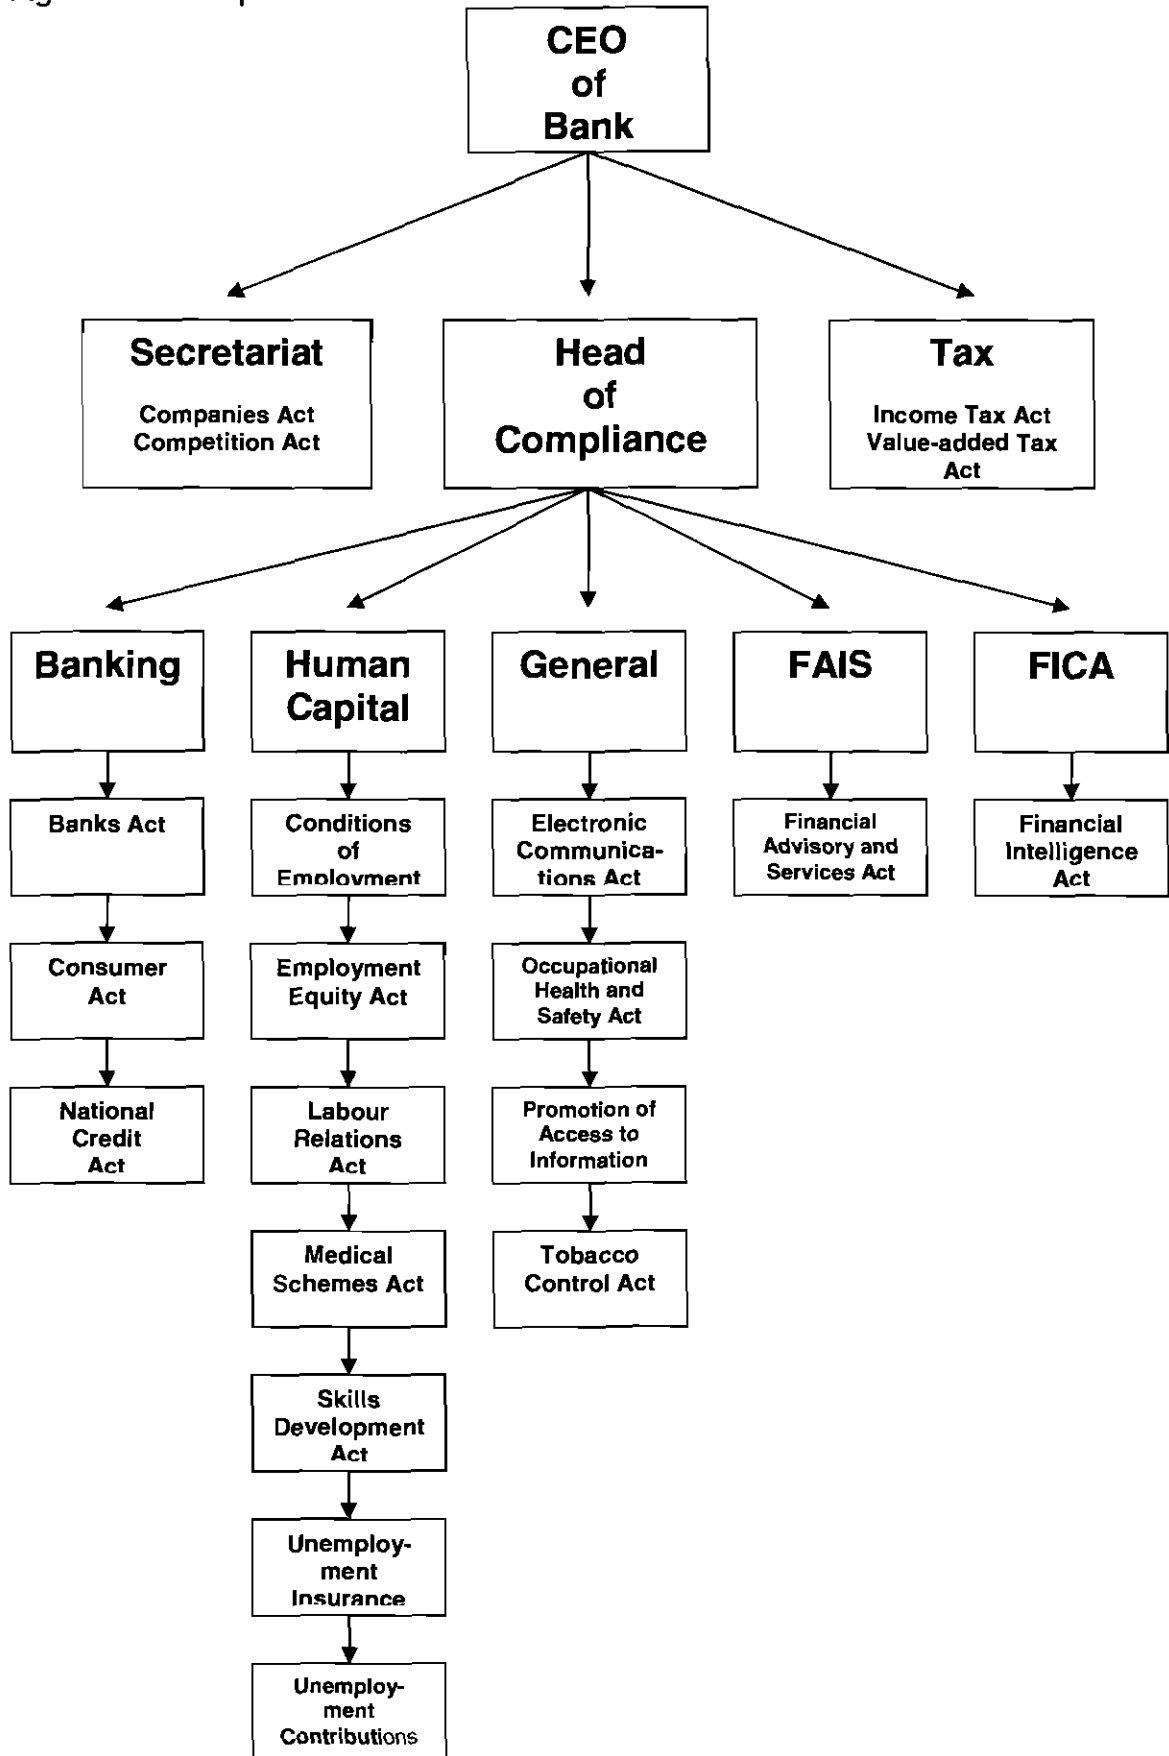 CEO
of
Bank
Secretariat
Companies Act
Competition Act
Head
of
Compliance
Tax
Income Tax Act
Value-added Tax
Act
Banking
Human
Capital
General
FAIS
FICA
Banks Act
Conditions
of
Employment
Electronic
Communica-
tions Act
Financial
Advisory and
Services Act
Financial
Intelligence
Act
Consumer
Act
Employment
Equity Act
Occupational
Health and
Safety Act
National
Credit
Act
Labour
Relations
Act
Promotion of
Access to
Information
Medical
Schemes Act
Tobacco
Control Act
Skills
Development
Act
Unemploy-
ment
Insurance
Unemploy-
ment
Contributions